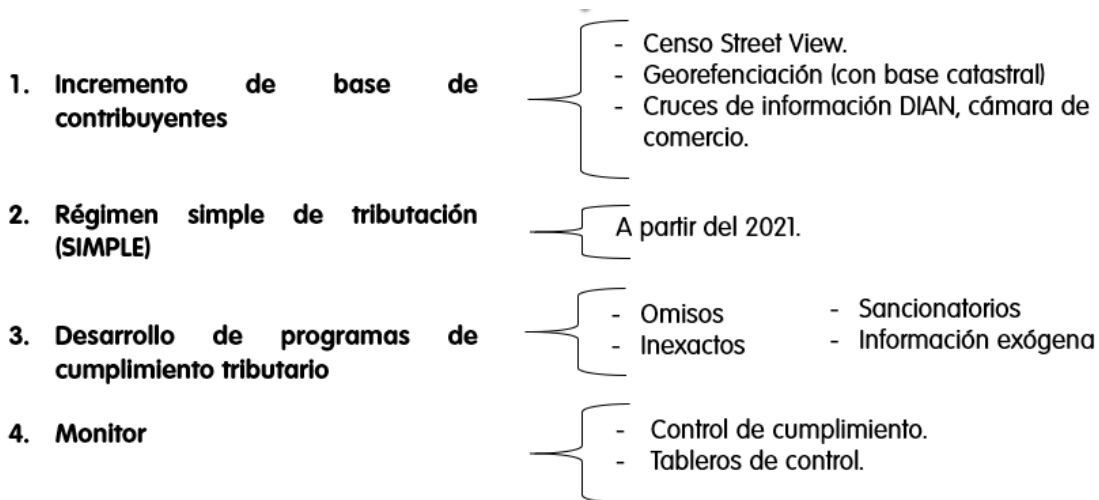 1. Incremento de base de contribuyentes
- Censo Street View.
- Georefenciación (con base catastral)
- Cruces de información DIAN, cámara de comercio.
2. Régimen simple de tributación (SIMPLE)
A partir del 2021.
3. Desarrollo de programas de cumplimiento tributario
- Omisos
- Inexactos
- Sancionatorios
- Información exógena
4. Monitor
- Control de cumplimiento.
- Tableros de control.